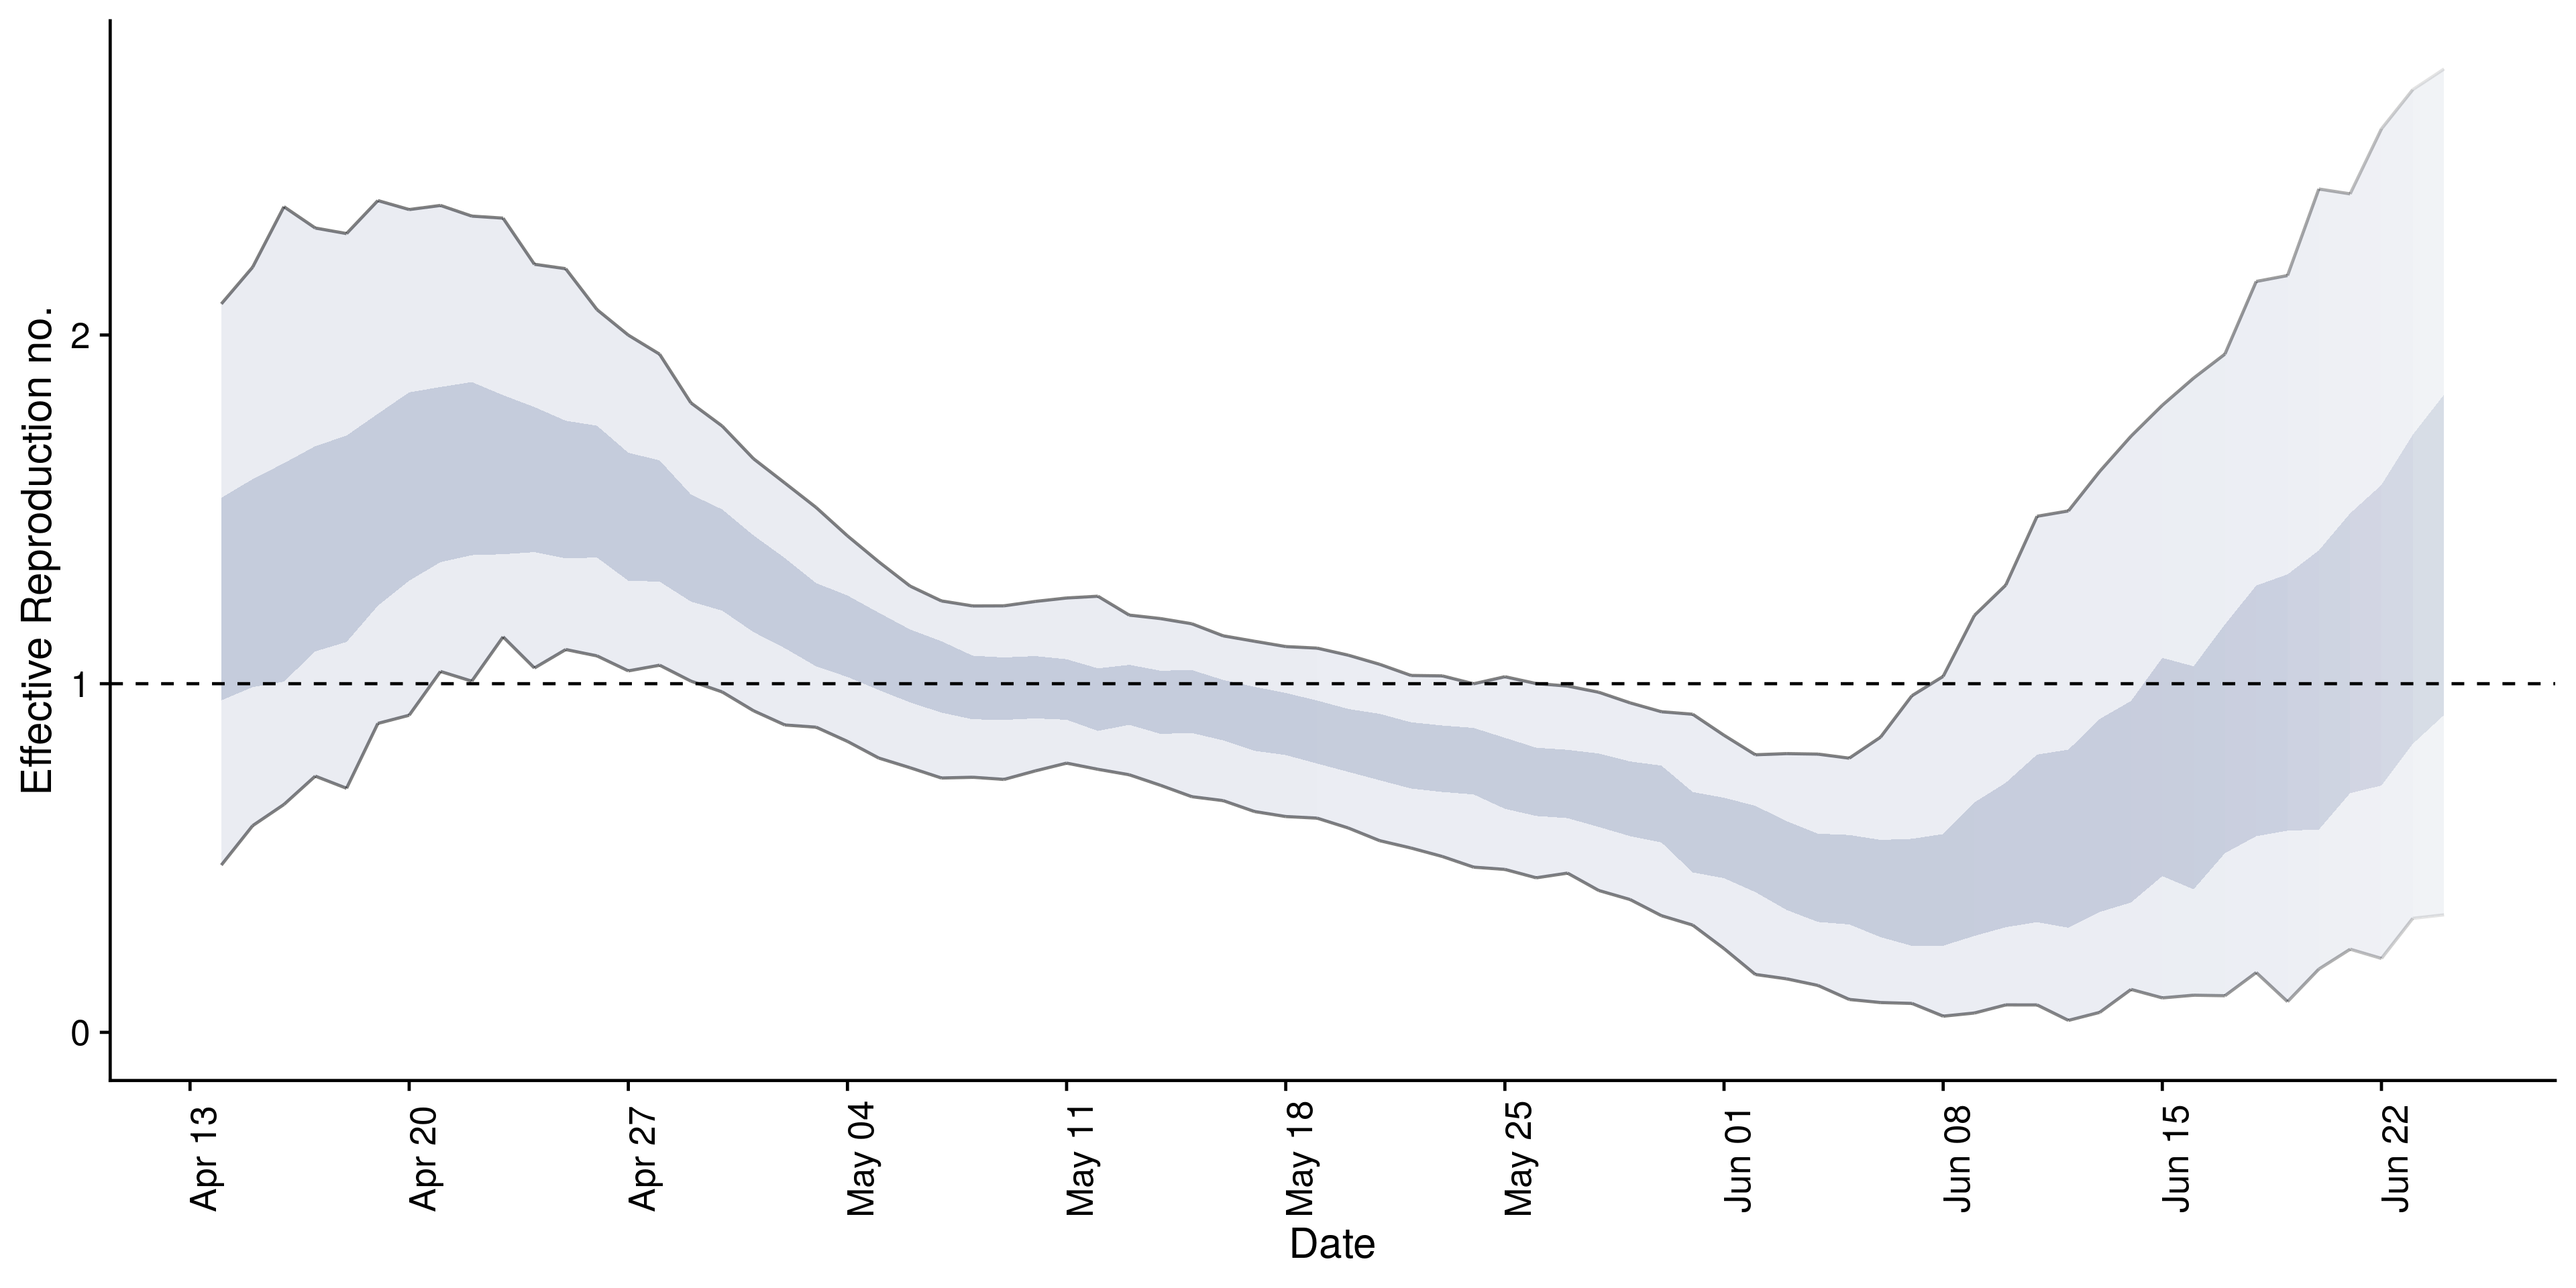 Effective Reproduction no.
2
1
0
Apr 13
Apr 20
Apr 27
May 04
May 11
May 18
May 25
Jun 01
Jun 08
Jun 15
Jun 22
Date